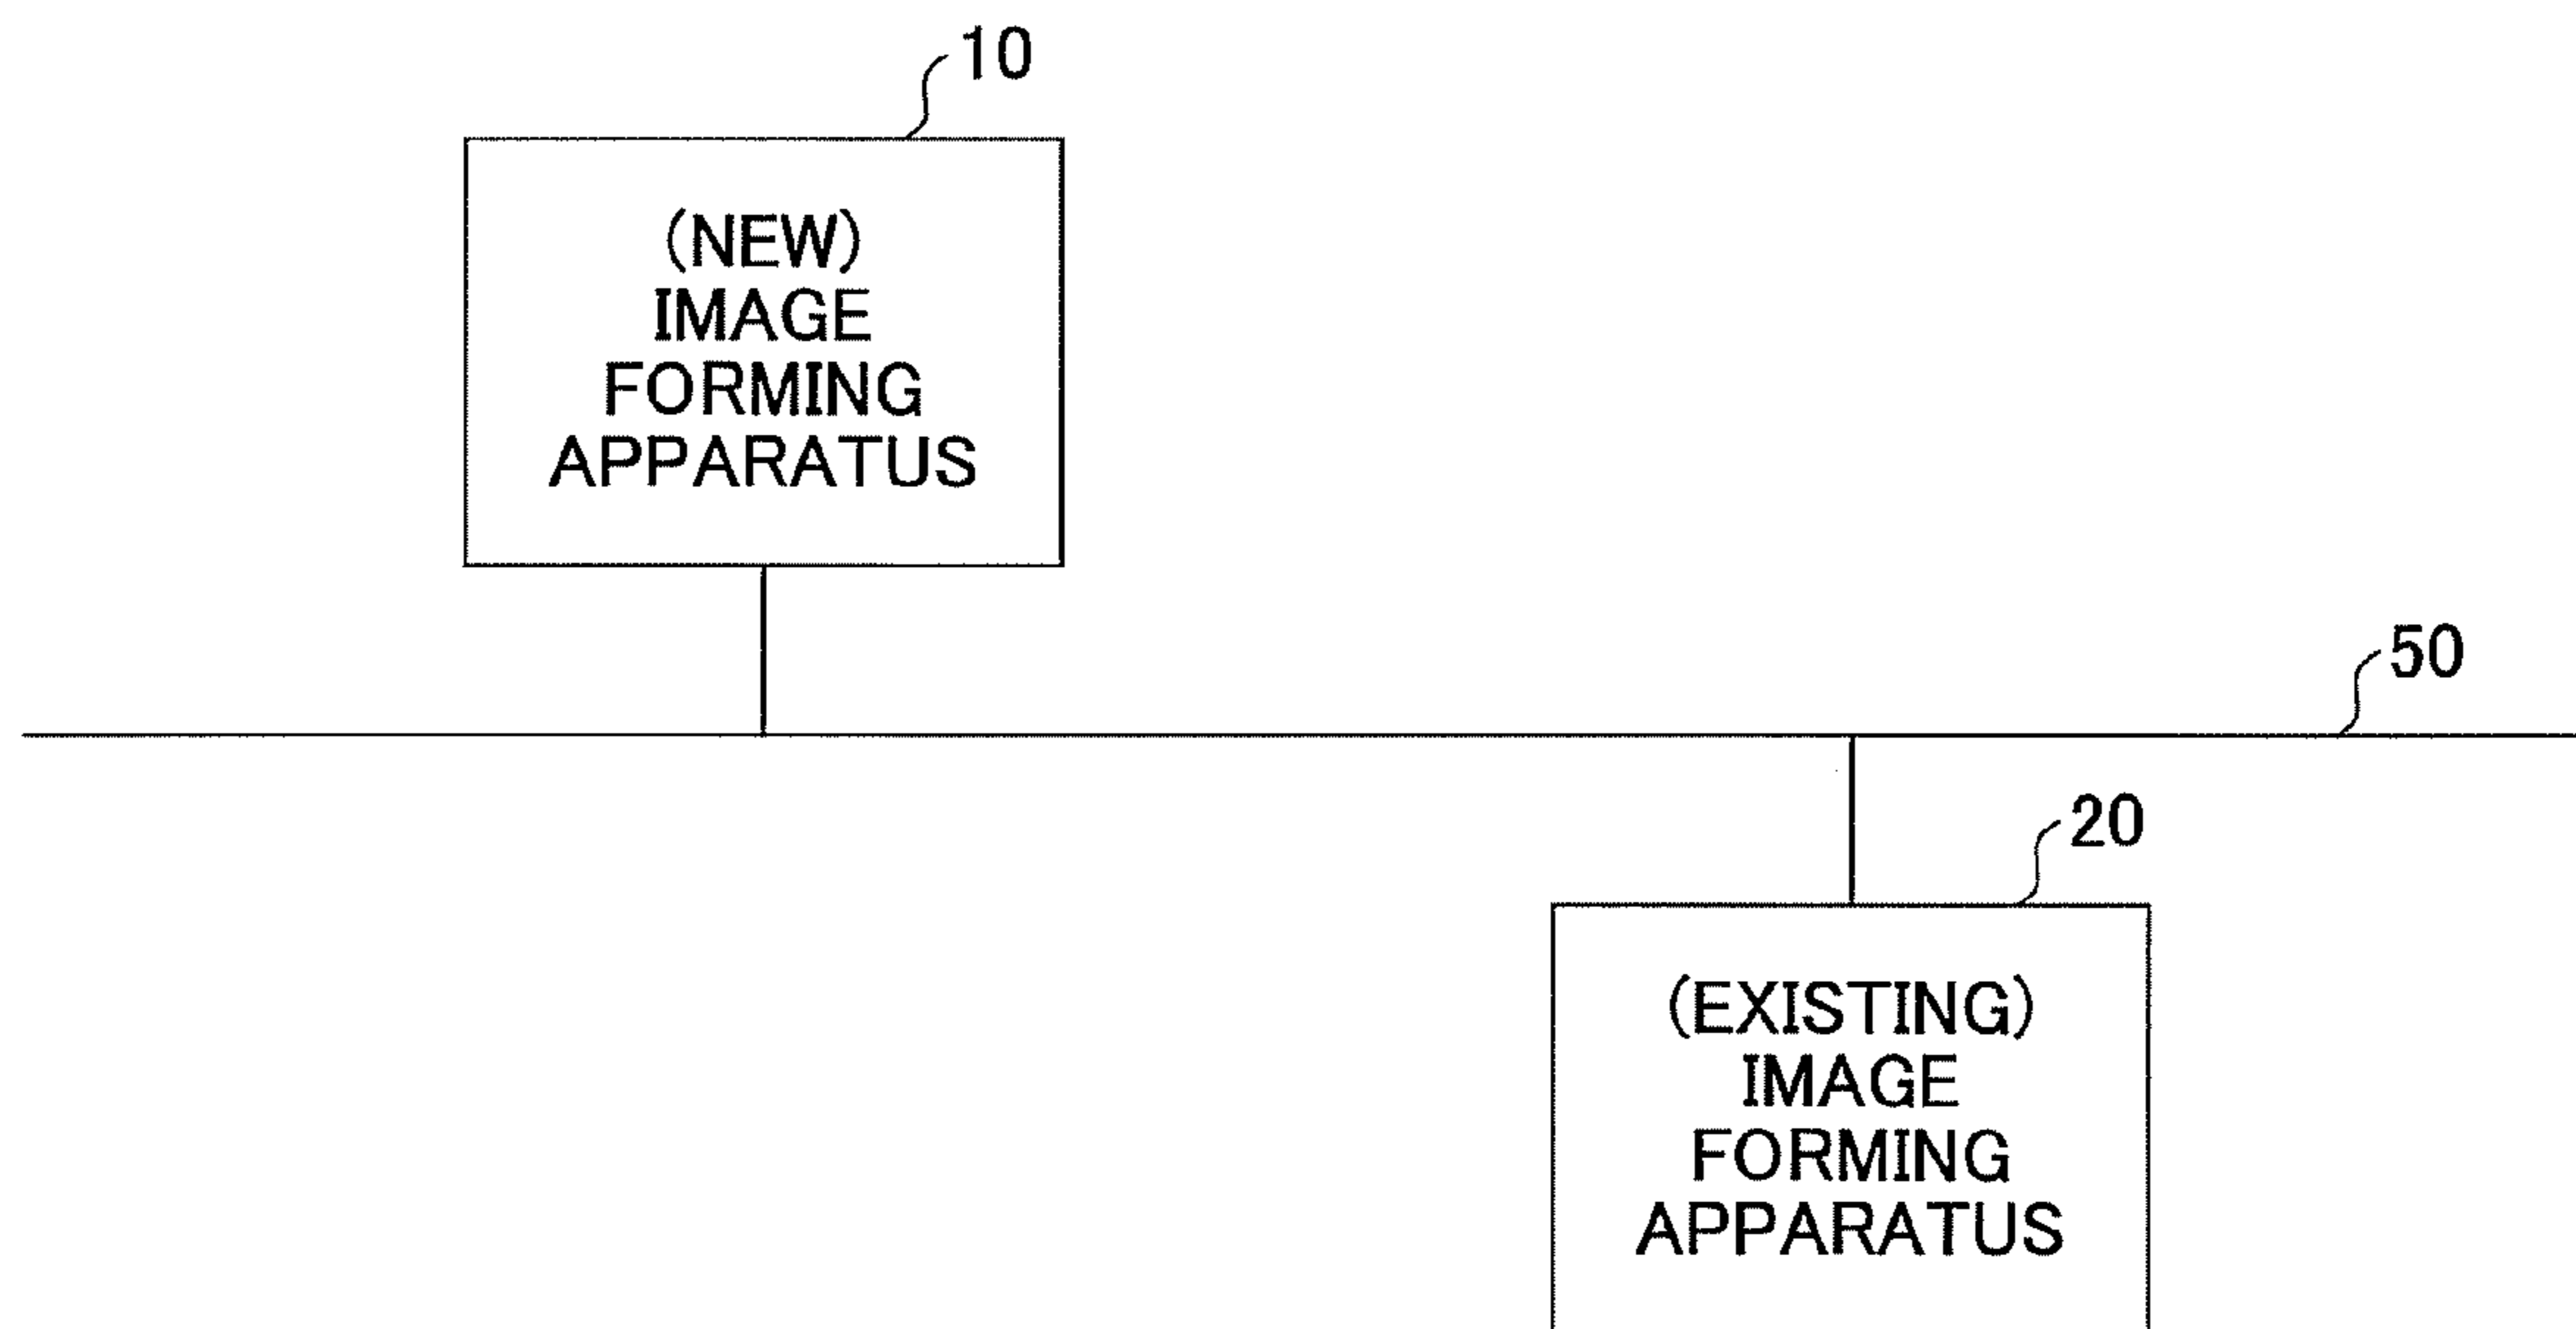 10
(NEW)
IMAGE
FORMING
APPARATUS
50
20
(EXISTING)
IMAGE
FORMING
APPARATUS